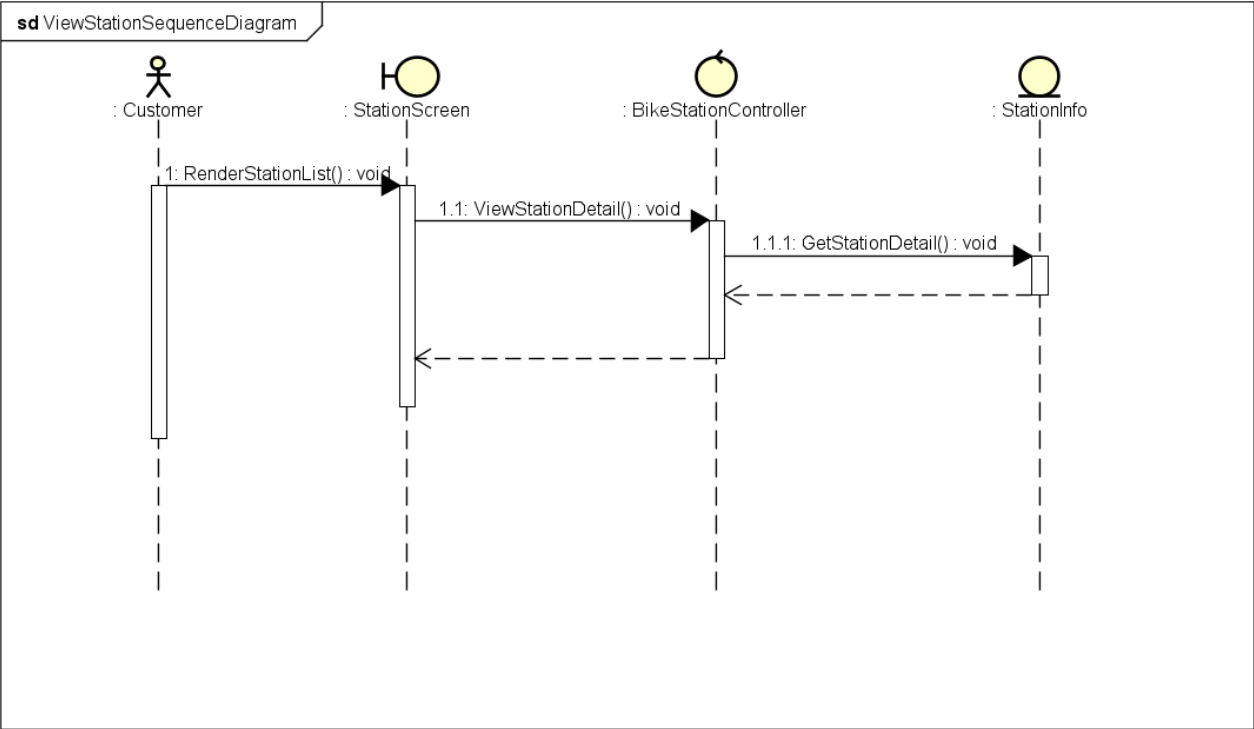 sd ViewStationSequenceDiagram
: Customer
: StationScreen
: BikeStationController
: StationInfo
1: RenderStationList() : void
1.1: ViewStationDetail() : void
1.1.1: GetStationDetail() : void